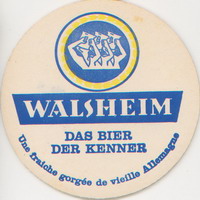 WALSHEIM
DAS BIER
DER KENNER
Une fraîche gorgée de vieille Allemagne